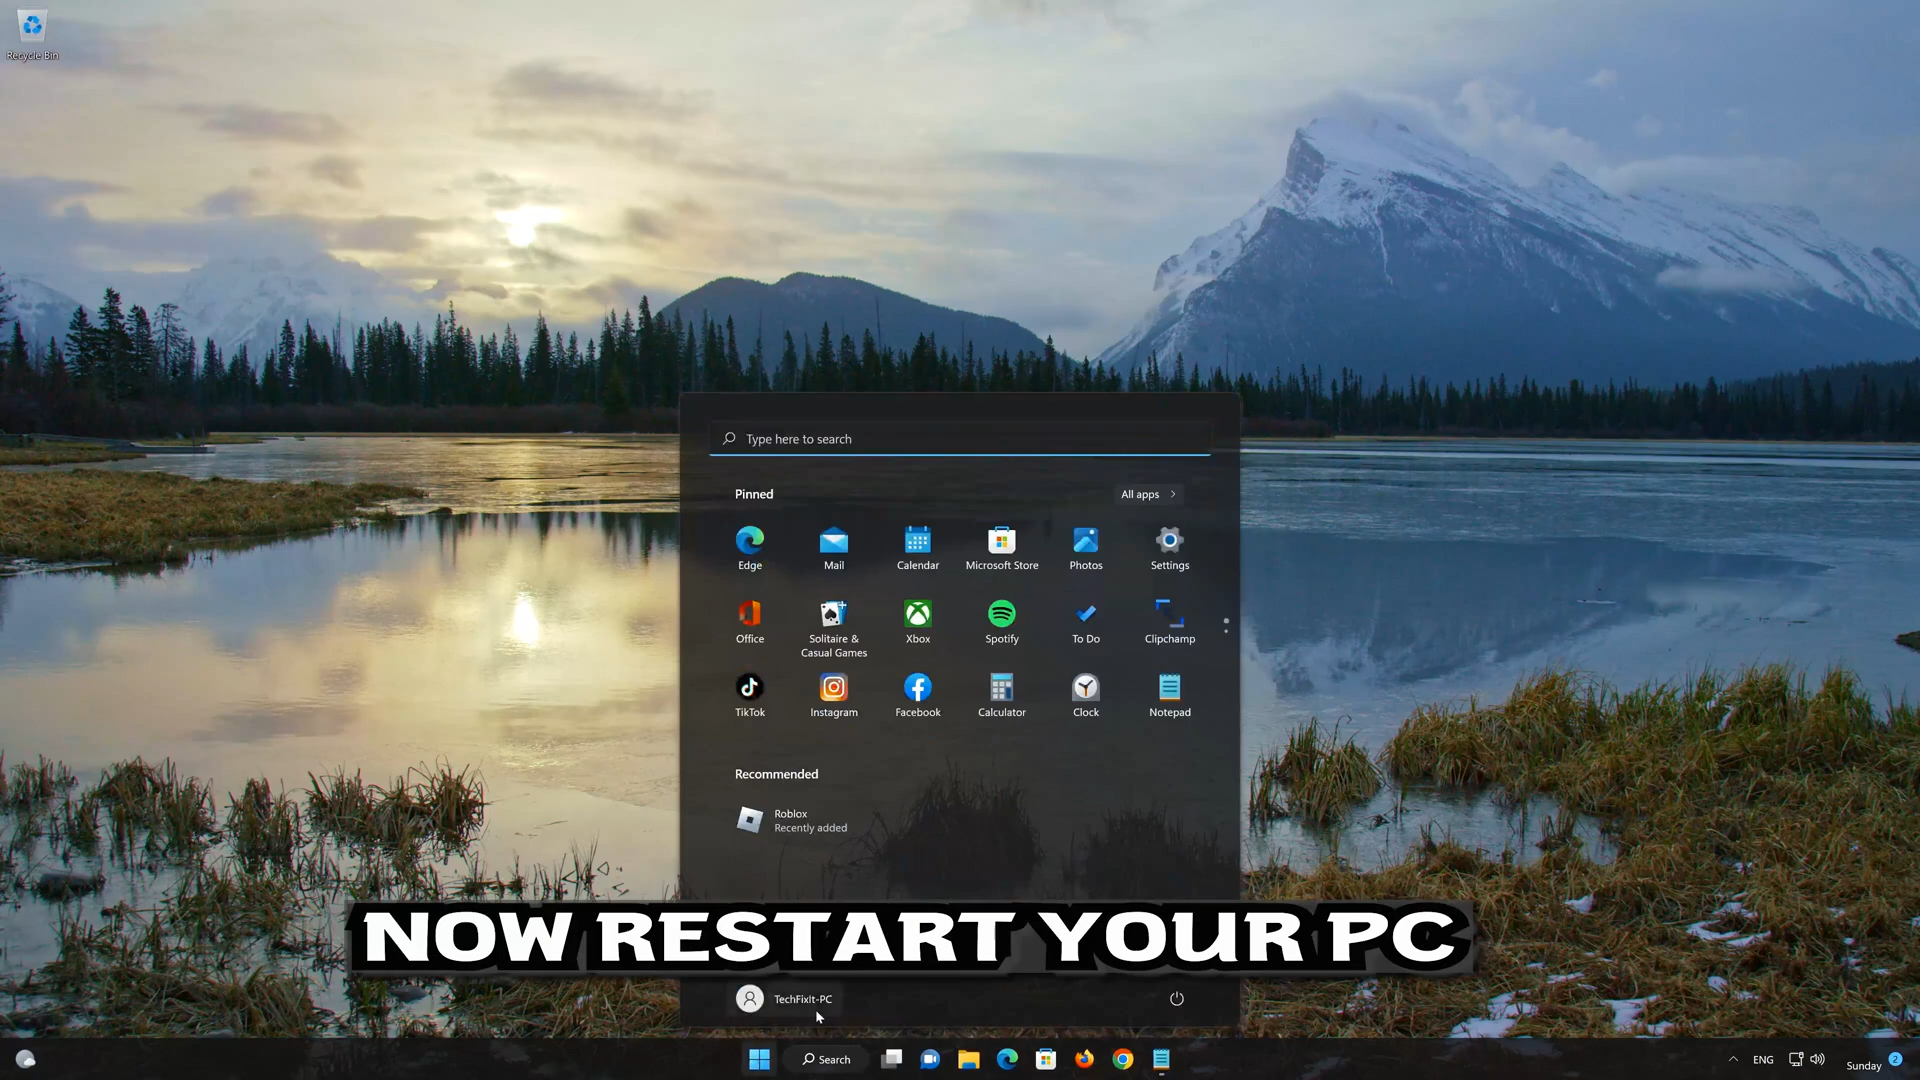 Recycle Bin
Type here to search
Pinned
All apps
Edge
Mail
Calendar
Microsoft Store
Photos
Settings
Office
Solitaire &
Casual Games
Xbox
Spotify
To Do
Clipchamp
TikTok
Instagram
Facebook
Calculator
Clock
Notepad
Recommended
Roblox
Recently added
NOW RESTART YOUR PC
TechFixIt-PC
Search
ENG
Sunday
2